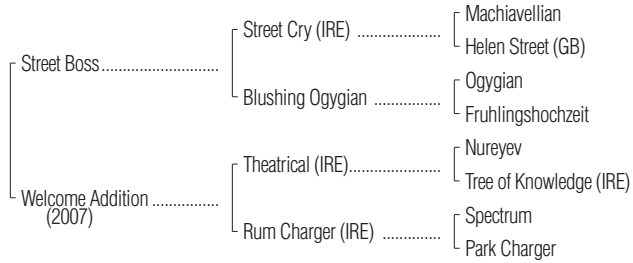 Machiavellian
Street Cry (IRE) ..................
Helen Street (GB)
Street Boss.........................
Ogygian
Blushing Ogygian ................
Fruhlingshochzeit
Nureyev
Theatrical (IRE)....................
Tree of Knowledge (IRE)
Welcome Addition ..............
(2007)
Spectrum
Rum Charger (IRE) .............
Park Charger